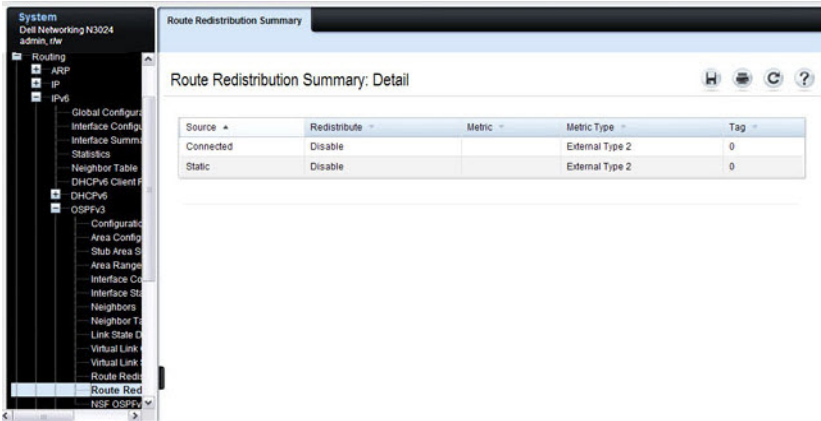 System
Dell Networking N3024
admin, r/w
Routing
ARP
IP
IPv6
Global Configura
Interface Configu
Interface Summa
Statistics
Neighbor Table
DHCPv6 Client P
DHCPv6
OSPFv3
Configuratio
Area Config
Stub Area S
Area Range
Interface Co
Interface Sta
Neighbors
Neighbor Ta
Link State D
Virtual Link
Virtual Link
Route Redis
Route Red
NSF OSPFv
Route Redistribution Summary
Route Redistribution Summary: Detail
Source Redistribute Metric Metric Type Tag
Connected Disable External Type 2 0
Static Disable External Type 2 0